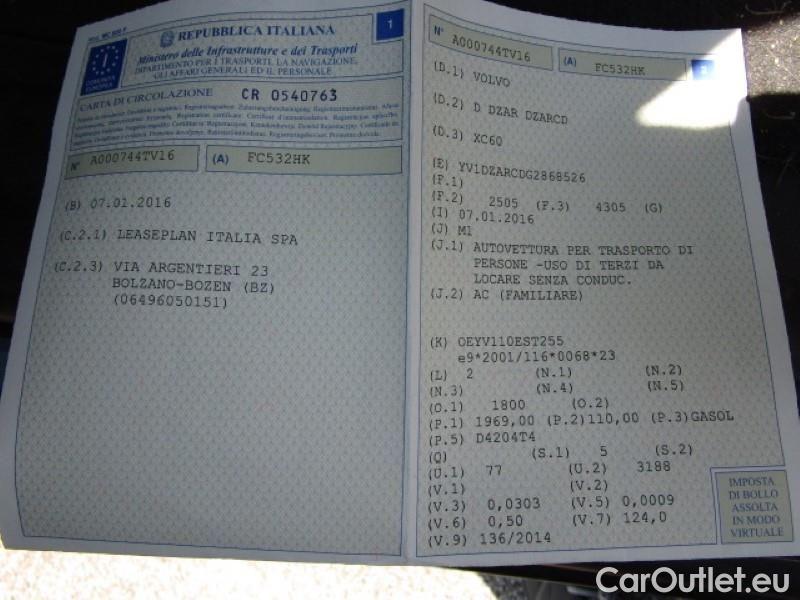 Mod. MC 820 F
REPUBBLICA ITALIANA
1
Ministero delle Infrastrutture e dei Trasporti
DIPARTIMENTO PER I TRASPORTI, LA NAVIGAZIONE,
GLI AFFARI GENERALI ED IL PERSONALE
I
COMUNITÀ
EUROPEA
CARTA DI CIRCOLAZIONE CR 0540763
N° A000744TV16 (A) FC532HK
(B) 07.01.2016
(C.2.1) LEASEPLAN ITALIA SPA
(C.2.3) VIA ARGENTIERI 23
BOLZANO-BOZEN (BZ)
(06496050151)
N° A000744TV16 (A) FC532HK 2
(D.1) VOLVO
(D.2) D DZAR DZARCD
(D.3) XC60
(E) YV1DZARCDG2868526
(F.1)
(F.2) 2505 (F.3) 4305 (G)
(I) 07.01.2016
(J) M1
(J.1) AUTOVETTURA PER TRASPORTO DI
PERSONE -USO DI TERZI DA
LOCARE SENZA CONDUC.
(J.2) AC (FAMILIARE)
(K) OEYV110EST255
e9*2001/116*0068*23
(L) 2 (N.1) (N.2)
(N.3) (N.4) (N.5)
(O.1) 1800 (O.2)
(P.1) 1969,00 (P.2)110,00 (P.3)GASOL
(P.5) D4204T4
(Q) (S.1) 5 (S.2)
(U.1) 77 (U.2) 3188
(V.1) (V.2)
(V.3) 0,0303 (V.5) 0,0009
(V.6) 0,50 (V.7) 124,0
(V.9) 136/2014
IMPOSTA
DI BOLLO
ASSOLTA
IN MODO
VIRTUALE
CarOutlet.eu